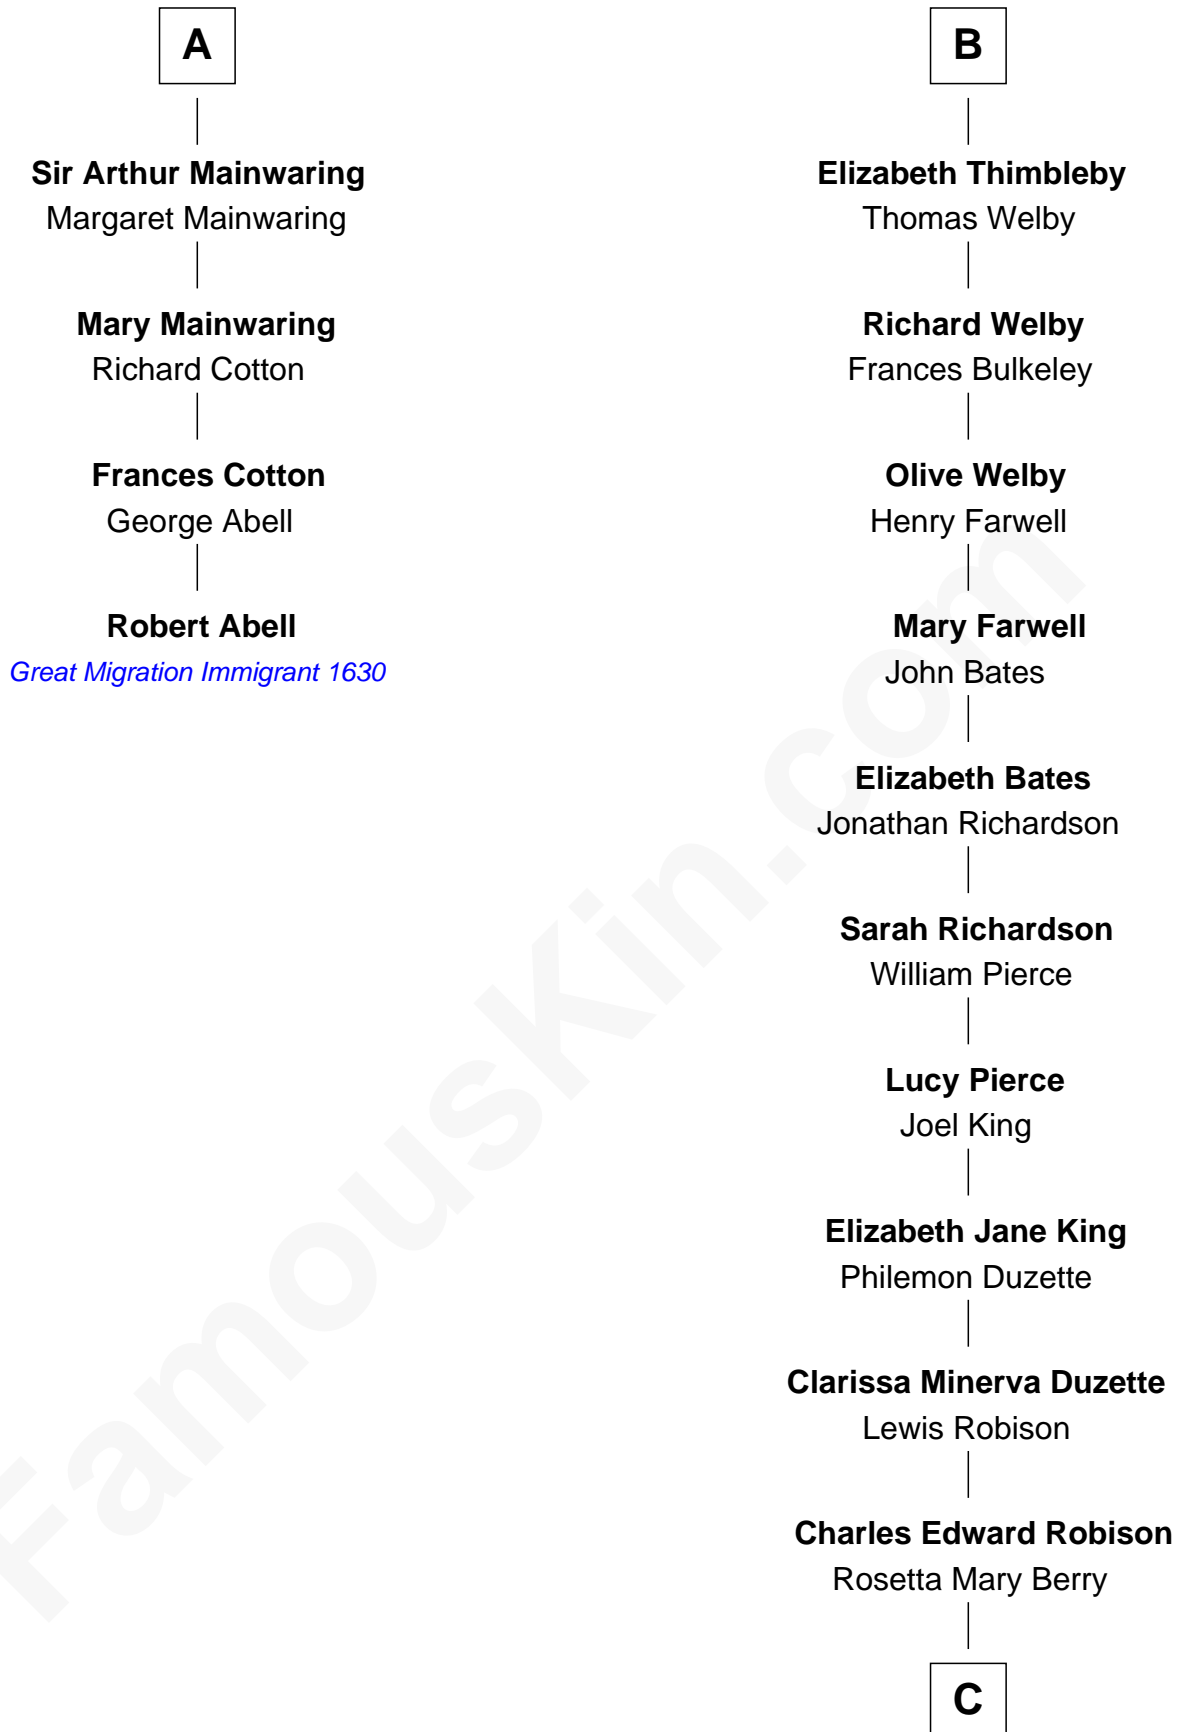 A
Sir Arthur Mainwaring
Margaret Mainwaring
Mary Mainwaring
Richard Cotton
Frances Cotton
George Abell
Robert Abell
Great Migration Immigrant 1630
B
Elizabeth Thimbleby
Thomas Welby
Richard Welby
Frances Bulkeley
Olive Welby
Henry Farwell
Mary Farwell
John Bates
Elizabeth Bates
Jonathan Richardson
Sarah Richardson
William Pierce
Lucy Pierce
Joel King
Elizabeth Jane King
Philemon Duzette
Clarissa Minerva Duzette
Lewis Robison
Charles Edward Robison
Rosetta Mary Berry
C
FamousKin.com